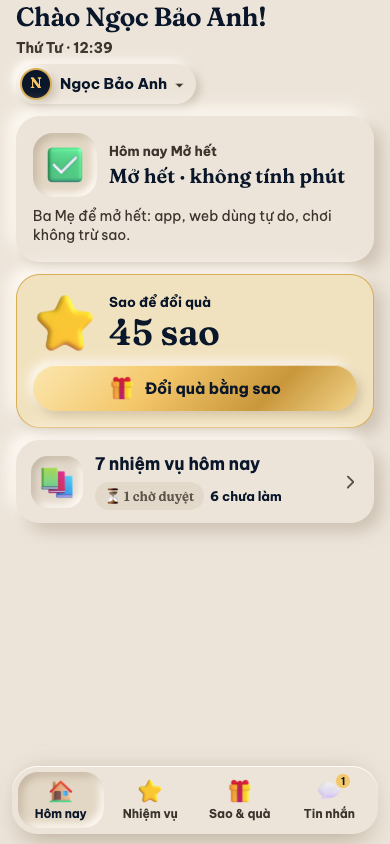 Chào Ngọc Bảo Anh!
Thứ Tư · 12:39
N Ngọc Bảo Anh
Hôm nay Mở hết
Mở hết · không tính phút
Ba Mẹ để mở hết: app, web dùng tự do, chơi
không trừ sao.
Sao để đổi quà
45 sao
Đổi quà bằng sao
7 nhiệm vụ hôm nay
1 chờ duyệt 6 chưa làm
1
Hôm nay Nhiệm vụ Sao & quà Tin nhắn